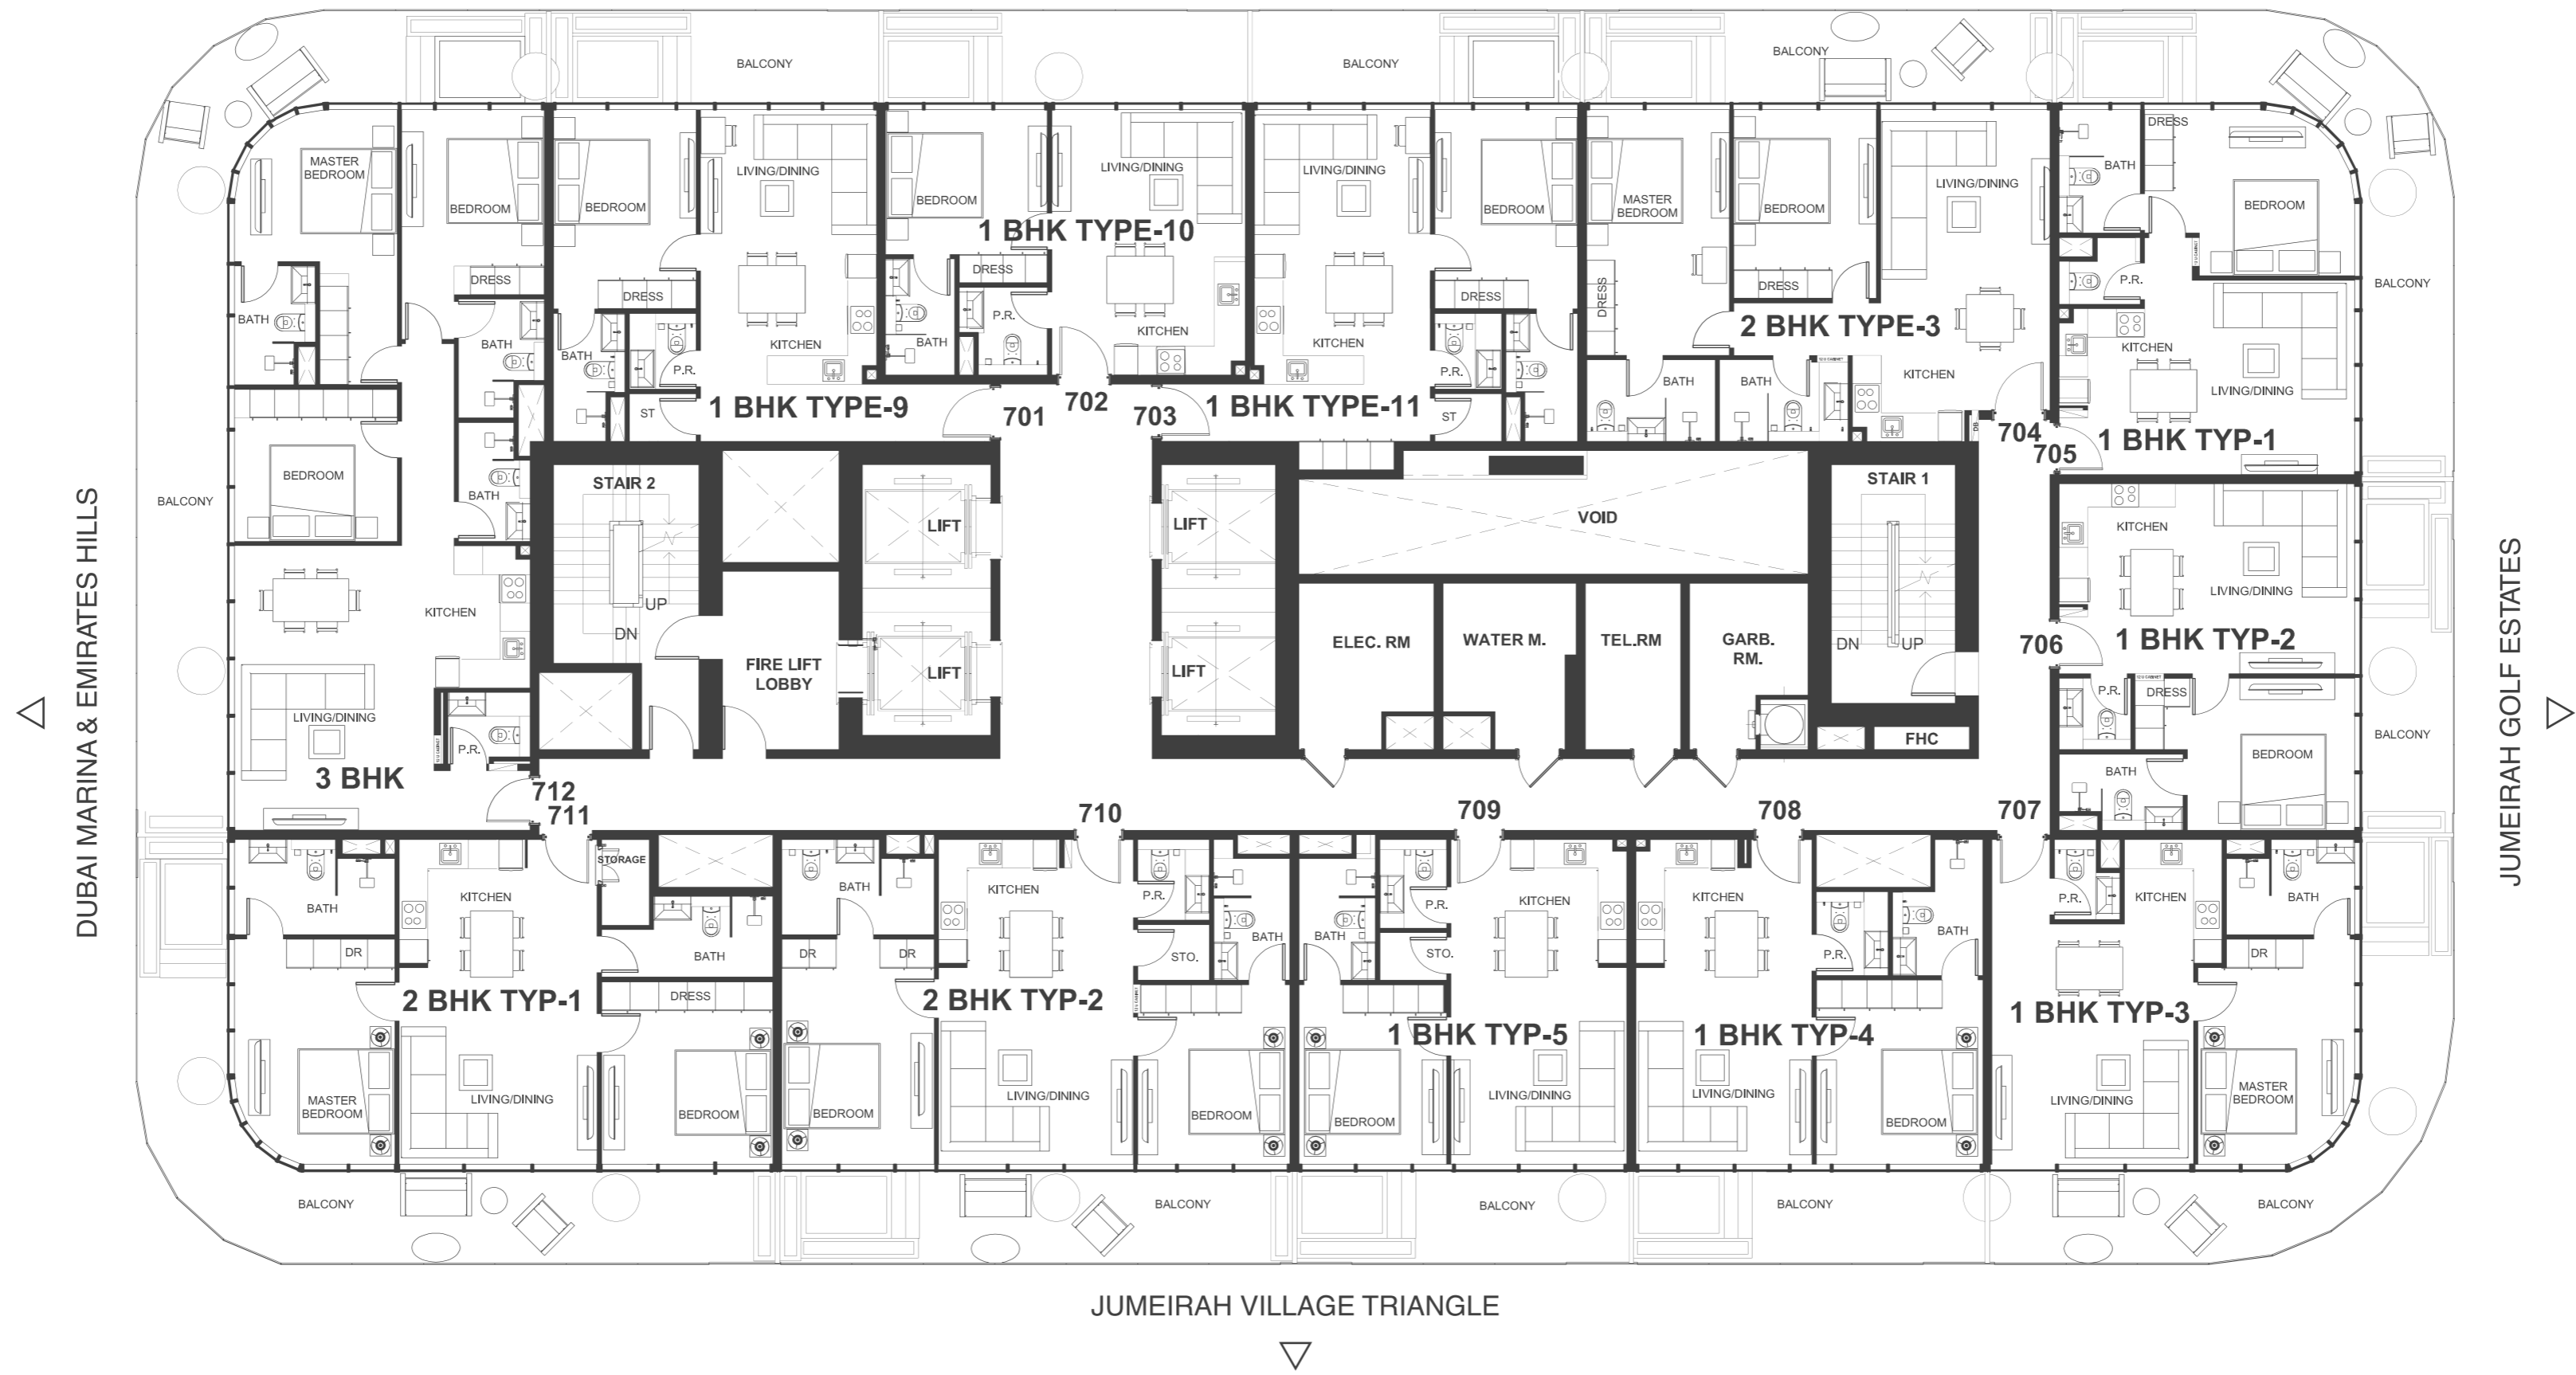 BALCONY
BALCONY
BALCONY
MASTER
BEDROOM
BEDROOM
DRESS
BATH
BATH
BEDROOM
BATH
BALCONY
KITCHEN
LIVING/DINING
P.R.
3 BHK
712
BEDROOM
DRESS
BATH
P.R.
ST
LIVING/DINING
KITCHEN
1 BHK TYPE-9
701
BEDROOM
LIVING/DINING
1 BHK TYPE-10
DRESS
P.R.
BATH
KITCHEN
702
LIVING/DINING
KITCHEN
BEDROOM
DRESS
P.R.
ST
703
1 BHK TYPE-11
MASTER
BEDROOM
BEDROOM
LIVING/DINING
DRESS
DRESS
2 BHK TYPE-3
BATH
BATH
KITCHEN
DB
704
DRESS
BATH
BEDROOM
P.R.
KITCHEN
LIVING/DINING
1 BHK TYP-1
705
BALCONY
KITCHEN
LIVING/DINING
706
1 BHK TYP-2
P.R.
DRESS
BEDROOM
BATH
BALCONY
STAIR 2
UP
DN
FIRE LIFT
LOBBY
LIFT
LIFT
LIFT
LIFT
VOID
ELEC. RM
WATER M.
TEL.RM
GARB.
RM.
STAIR 1
DN
UP
FHC
711
710
709
708
707
BATH
DR
MASTER
BEDROOM
KITCHEN
STORAGE
BATH
2 BHK TYP-1
DRESS
LIVING/DINING
BEDROOM
BALCONY
BATH
DR
DR
KITCHEN
P.R.
STO.
BATH
2 BHK TYP-2
BEDROOM
LIVING/DINING
BEDROOM
BALCONY
BATH
P.R.
STO.
KITCHEN
1 BHK TYP-5
BEDROOM
LIVING/DINING
BALCONY
KITCHEN
P.R.
BATH
1 BHK TYP-4
LIVING/DINING
BEDROOM
BALCONY
P.R.
KITCHEN
BATH
DR
1 BHK TYP-3
LIVING/DINING
MASTER
BEDROOM
BALCONY
DUBAI MARINA & EMIRATES HILLS
JUMEIRAH GOLF ESTATES
JUMEIRAH VILLAGE TRIANGLE